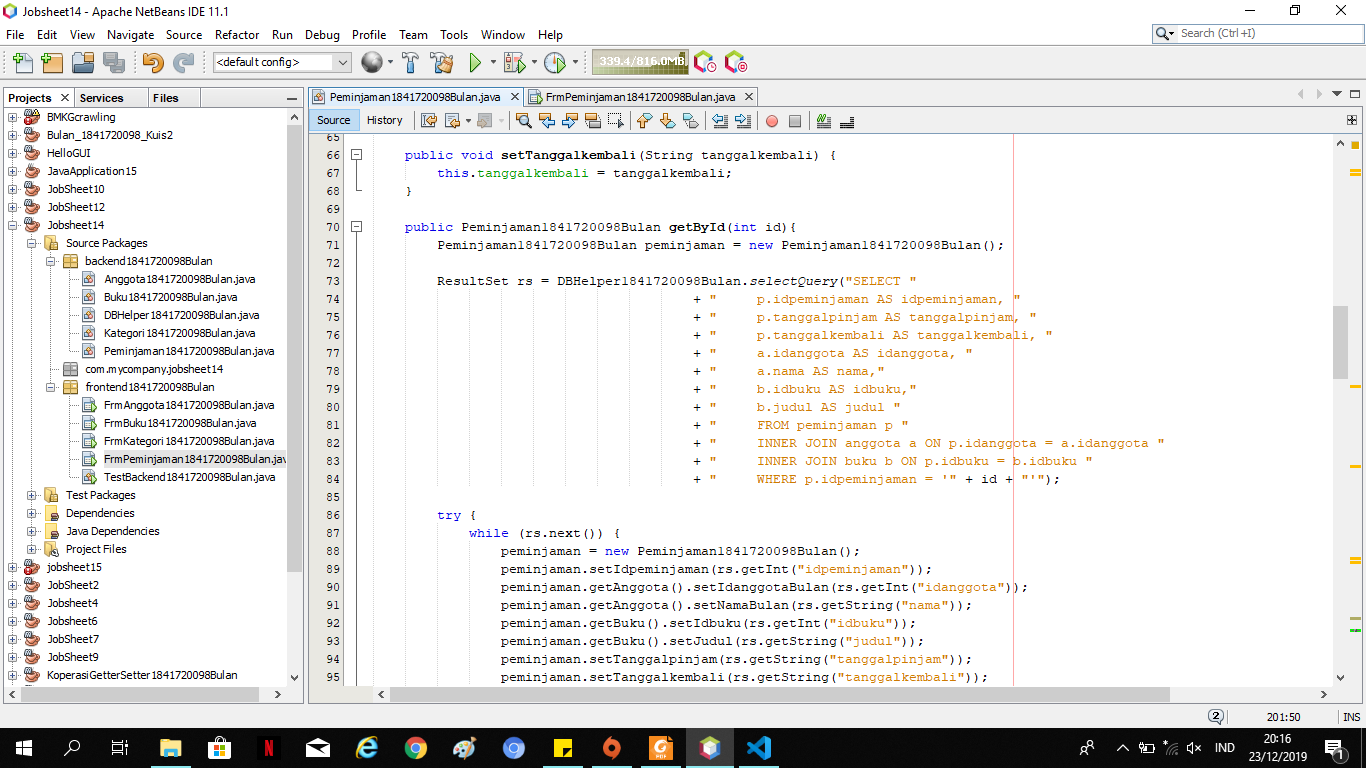 Jobsheet14 - Apache NetBeans IDE 11.1
File Edit View Navigate Source Refactor Run Debug Profile Team Tools Window Help
Search (Ctrl+I)
<default config>
339.4/816.0MB
Projects Services Files
BMKGcrawling
Bulan_1841720098_Kuis2
HelloGUI
JavaApplication15
JobSheet10
JobSheet12
Jobsheet14
Source Packages
backend1841720098Bulan
Anggota1841720098Bulan.java
Buku1841720098Bulan.java
DBHelper1841720098Bulan.java
Kategori1841720098Bulan.java
Peminjaman1841720098Bulan.java
com.mycompany.jobsheet14
frontend1841720098Bulan
FrmAnggota1841720098Bulan.java
FrmBuku1841720098Bulan.java
FrmKategori1841720098Bulan.java
FrmPeminjaman1841720098Bulan.jav
TestBackend1841720098Bulan.java
Test Packages
Dependencies
Java Dependencies
Project Files
jobsheet15
JobSheet2
Jobsheet4
Jobsheet6
JobSheet7
JobSheet9
KoperasiGetterSetter1841720098Bulan
Peminjaman1841720098Bulan.java FrmPeminjaman1841720098Bulan.java
Source History
65
66 public void setTanggalkembali(String tanggalkembali) {
67 this.tanggalkembali = tanggalkembali;
68 }
69
70 public Peminjaman1841720098Bulan getById(int id){
71 Peminjaman1841720098Bulan peminjaman = new Peminjaman1841720098Bulan();
72
73 ResultSet rs = DBHelper1841720098Bulan.selectQuery("SELECT "
74 + " p.idpeminjaman AS idpeminjaman, "
75 + " p.tanggalpinjam AS tanggalpinjam, "
76 + " p.tanggalkembali AS tanggalkembali, "
77 + " a.idanggota AS idanggota, "
78 + " a.nama AS nama,"
79 + " b.idbuku AS idbuku,"
80 + " b.judul AS judul "
81 + " FROM peminjaman p "
82 + " INNER JOIN anggota a ON p.idanggota = a.idanggota "
83 + " INNER JOIN buku b ON p.idbuku = b.idbuku "
84 + " WHERE p.idpeminjaman = '" + id + "'");
85
86 try {
87 while (rs.next()) {
88 peminjaman = new Peminjaman1841720098Bulan();
89 peminjaman.setIdpeminjaman(rs.getInt("idpeminjaman"));
90 peminjaman.getAnggota().setIdanggotaBulan(rs.getInt("idanggota"));
91 peminjaman.getAnggota().setNamaBulan(rs.getString("nama"));
92 peminjaman.getBuku().setIdbuku(rs.getInt("idbuku"));
93 peminjaman.getBuku().setJudul(rs.getString("judul"));
94 peminjaman.setTanggalpinjam(rs.getString("tanggalpinjam"));
95 peminjaman.setTanggalkembali(rs.getString("tanggalkembali"));
2 201:50 INS
IND 20:16
23/12/2019
1